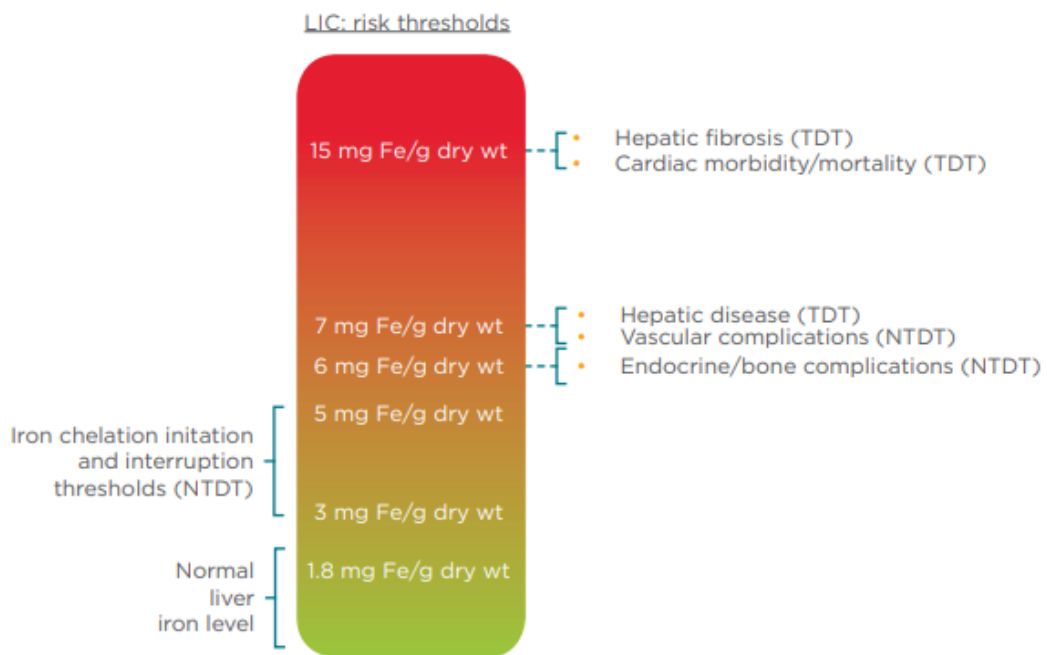 LIC: risk thresholds
15 mg Fe/g dry wt
• Hepatic fibrosis (TDT)
• Cardiac morbidity/mortality (TDT)
7 mg Fe/g dry wt
• Hepatic disease (TDT)
• Vascular complications (NTDT)
6 mg Fe/g dry wt
• Endocrine/bone complications (NTDT)
5 mg Fe/g dry wt
Iron chelation initation
and interruption
thresholds (NTDT)
3 mg Fe/g dry wt
1.8 mg Fe/g dry wt
Normal
liver
iron level